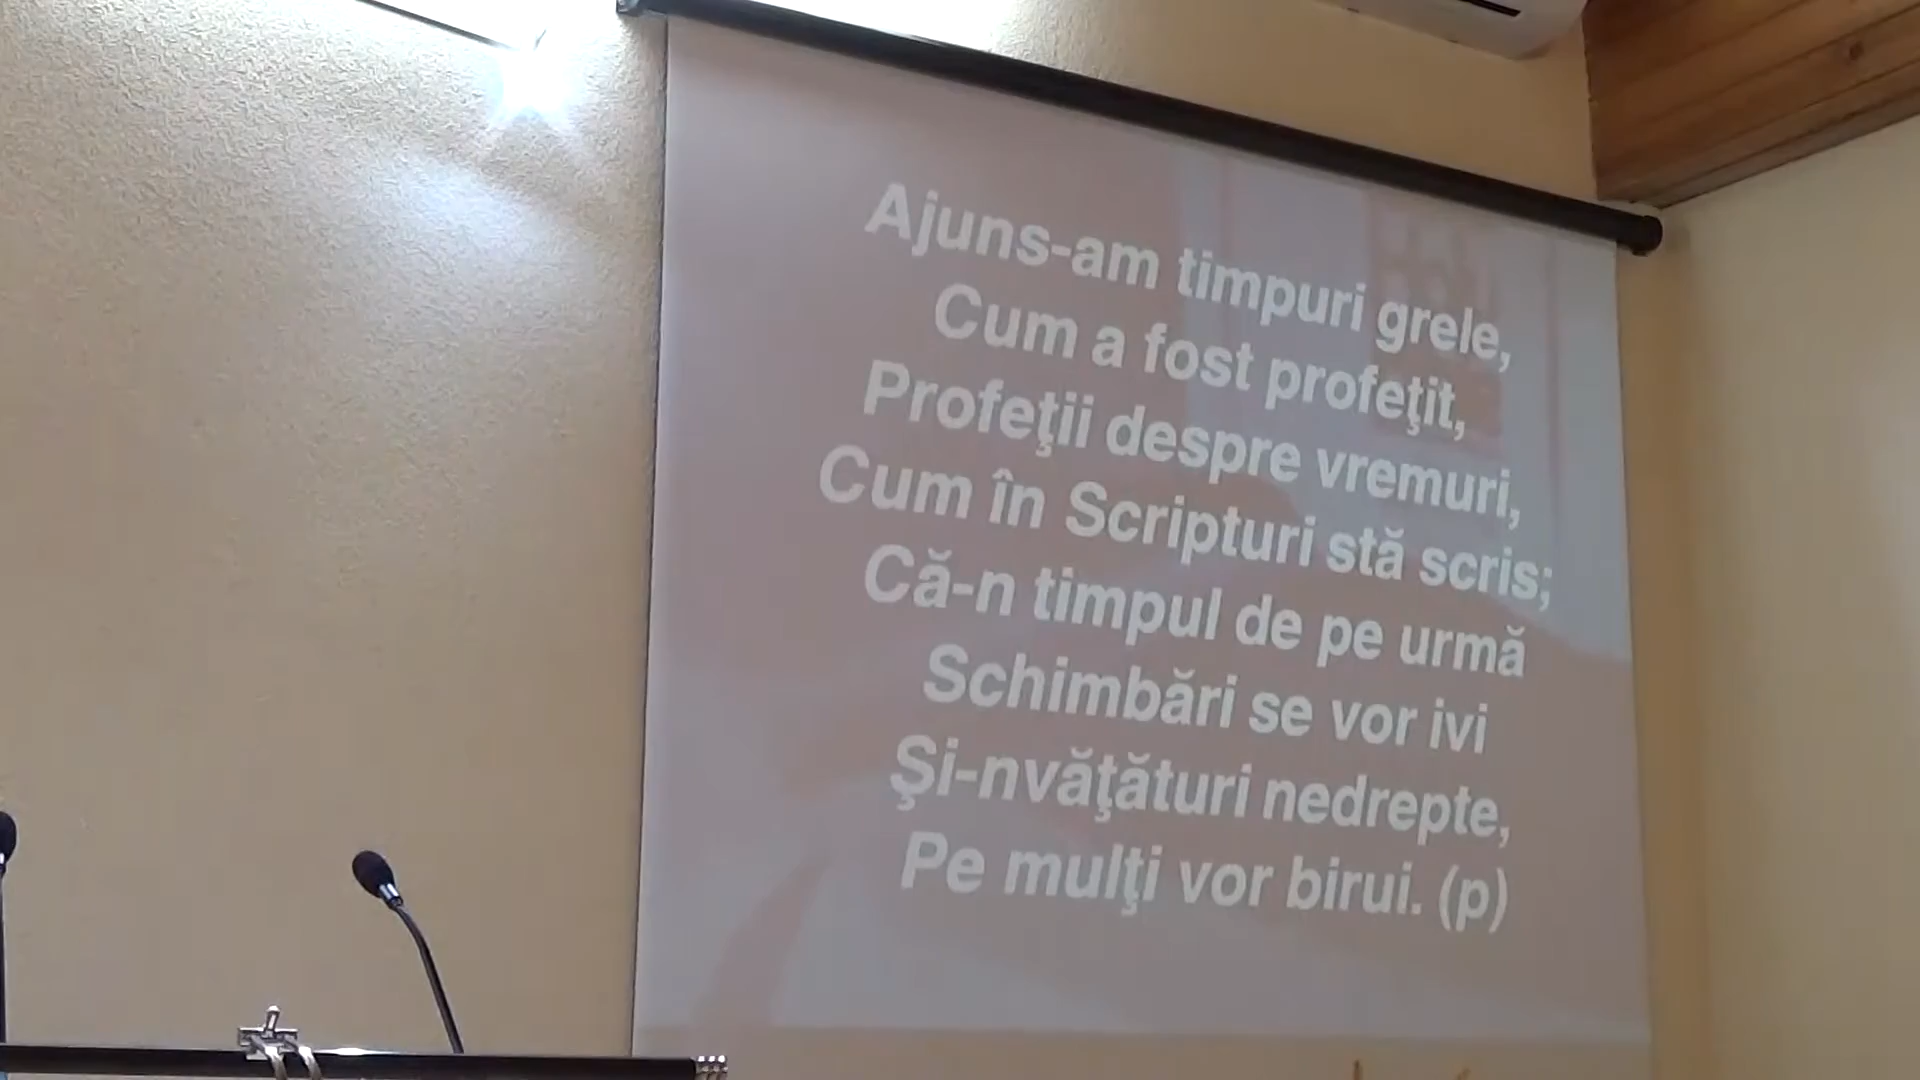 Ajuns-am timpuri grele,
Cum a fost profeţit,
Profeţii despre vremuri,
Cum în Scripturi stă scris;
Că-n timpul de pe urmă
Schimbări se vor ivi
Şi-nvăţături nedrepte,
Pe mulţi vor birui. (p)